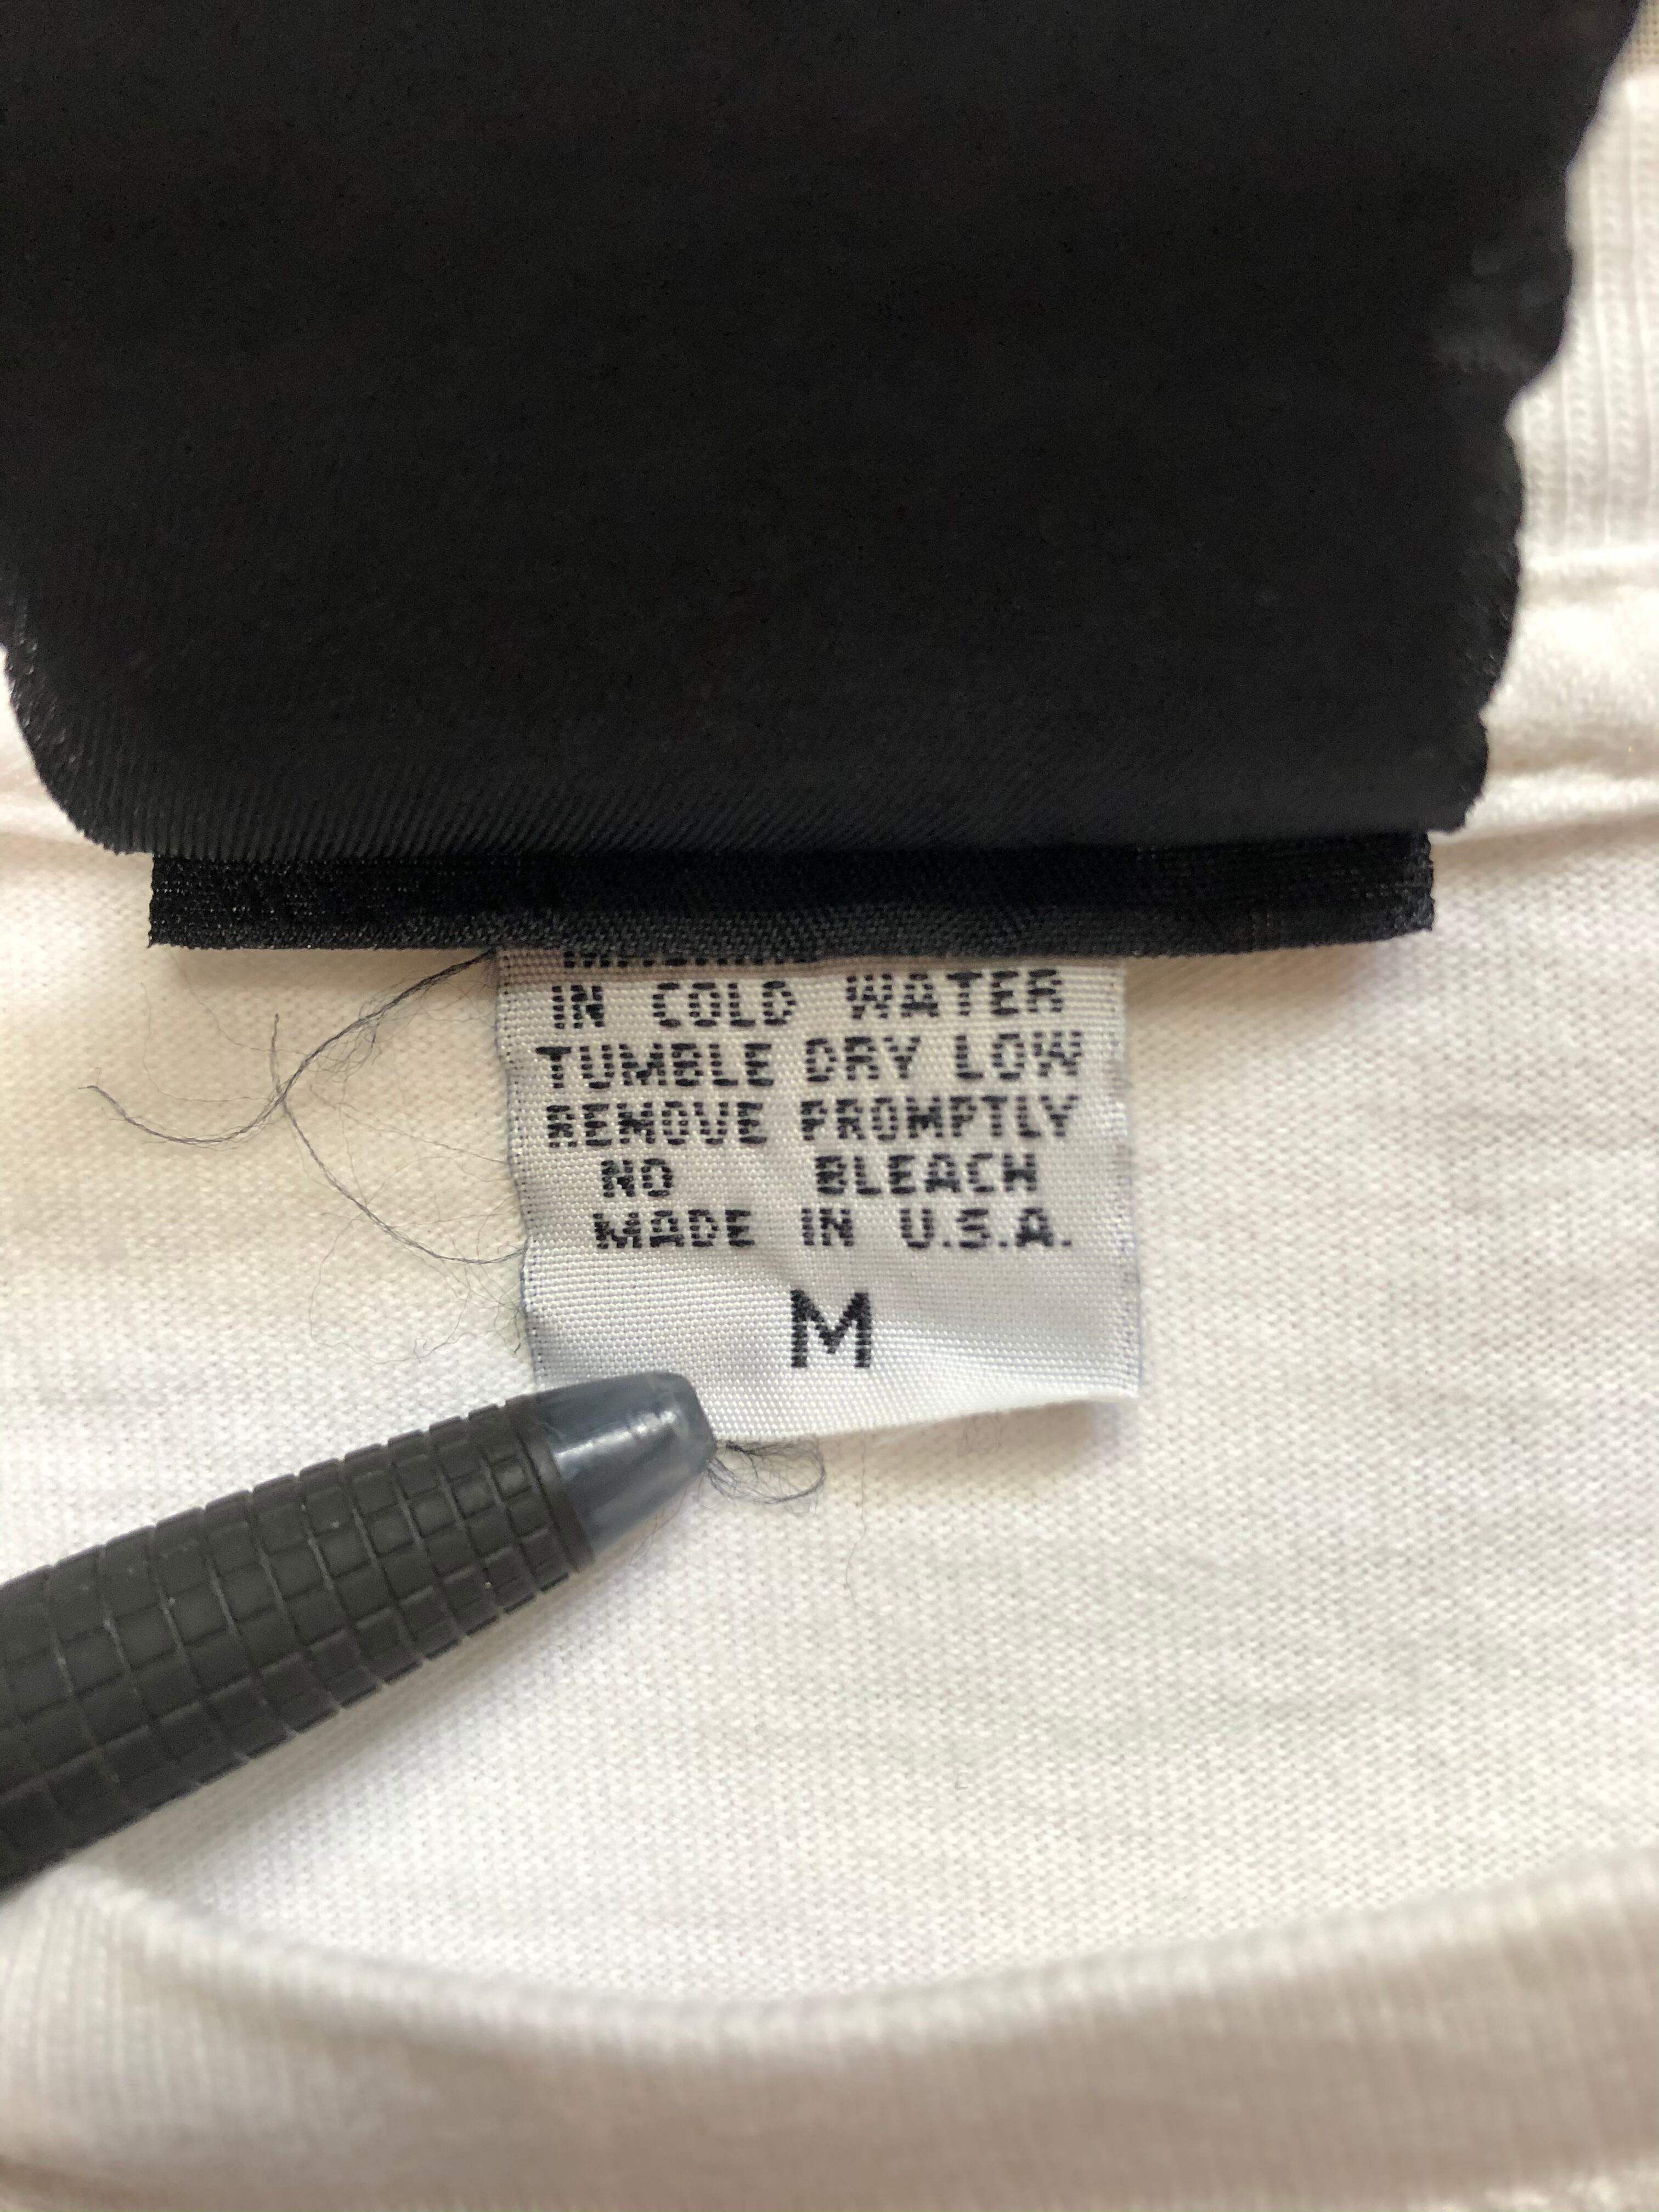 IN COLD WATER
TUMBLE DRY LOW
REMOVE PROMPTLY
NO BLEACH
MADE IN U.S.A.
M